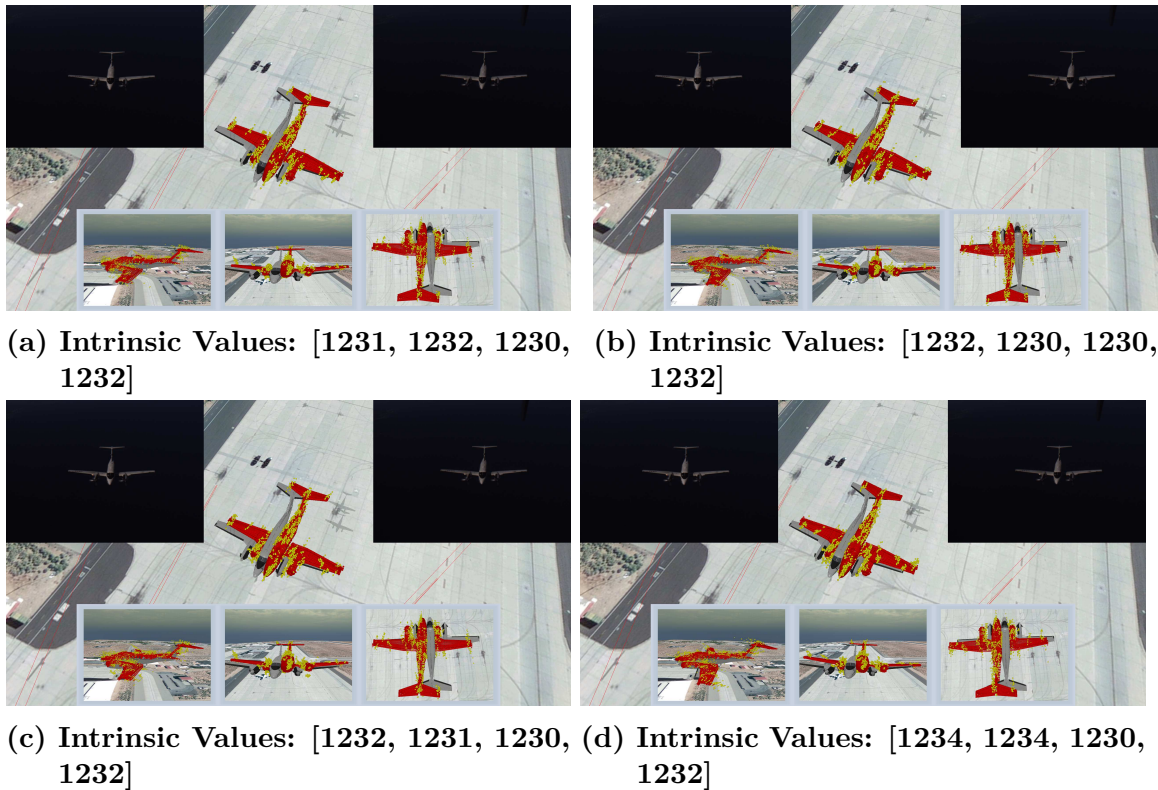 (a) Intrinsic Values: [1231, 1232, 1230,
1232]
(b) Intrinsic Values: [1232, 1230, 1230,
1232]
(c) Intrinsic Values: [1232, 1231, 1230,
1232]
(d) Intrinsic Values: [1234, 1234, 1230,
1232]